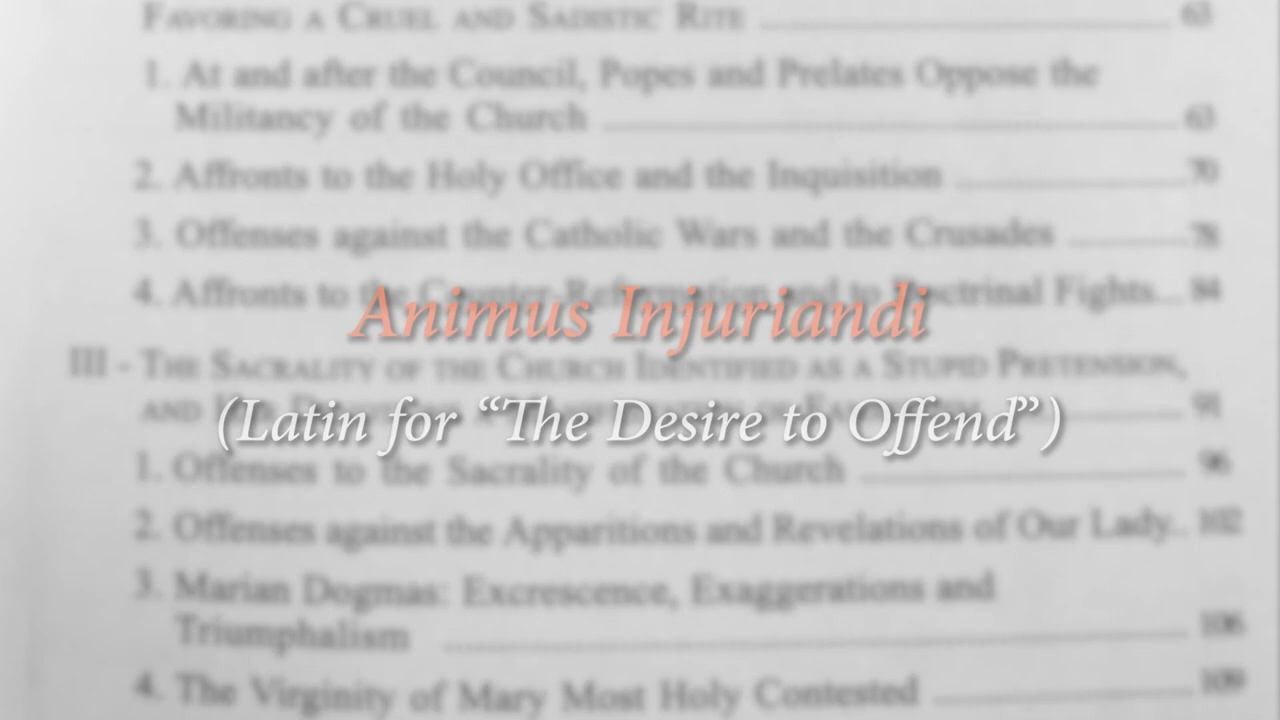 FAVORING A CRUEL AND SADISTIC RITE 63
1. At and after the Council, Popes and Prelates Oppose the
Militancy of the Church 63
2. Affronts to the Holy Office and the Inquisition 70
3. Offenses against the Catholic Wars and the Crusades 78
4. Affronts to the Counter-Reformation and to Doctrinal Fights... 84
Animus Injuriandi
III - THE SACRALITY OF THE CHURCH IDENTIFIED AS A STUPID PRETENSION,
AND 91
(Latin for “The Desire to Offend”)
1. Offenses to the Sacrality of the Church 96
2. Offenses against the Apparitions and Revelations of Our Lady.. 102
3. Marian Dogmas: Excrescence, Exaggerations and
Triumphalism 106
4. The Virginity of Mary Most Holy Contested 109